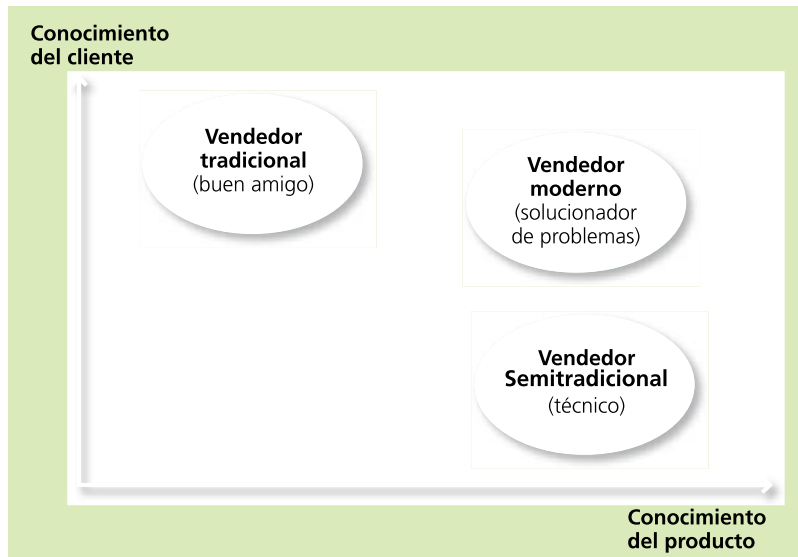 Conocimiento
del cliente
Vendedor
tradicional
(buen amigo)
Vendedor
moderno
(solucionador
de problemas)
Vendedor
Semitradicional
(técnico)
Conocimiento
del producto